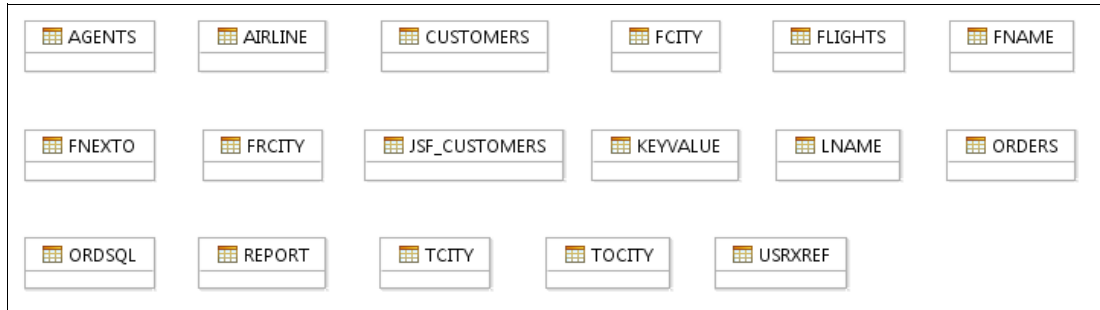 AGENTS AIRLINE CUSTOMERS FCITY FLIGHTS FNAME
FNEXTO FRCITY JSF_CUSTOMERS KEYVALUE LNAME ORDERS
ORDSQL REPORT TCITY TOCITY USRXREF